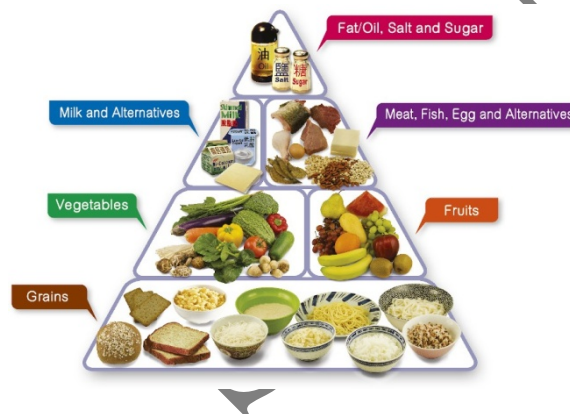 Fat/Oil, Salt and Sugar
油
Oil
鹽
Salt
糖
Sugar
Milk and Alternatives
Meat, Fish, Egg and Alternatives
Vegetables
Fruits
Grains